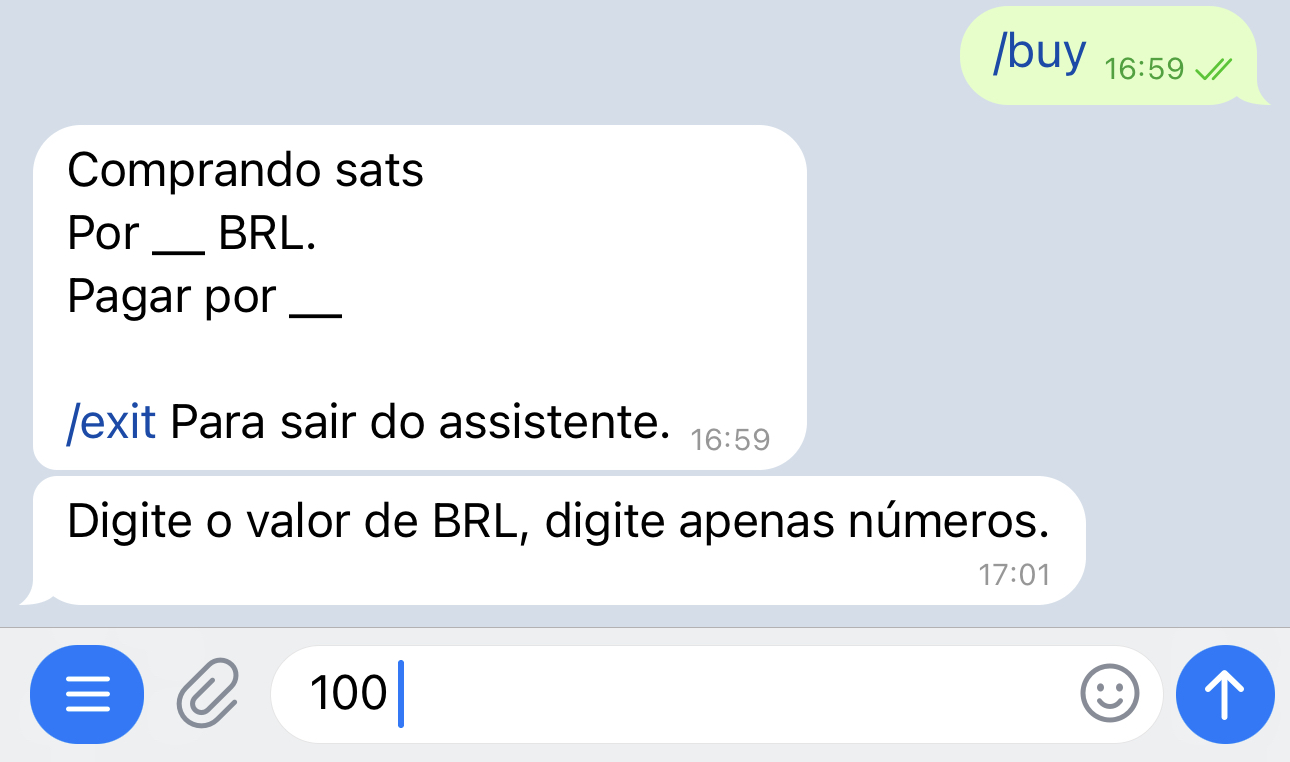 /buy 16:59
Comprando sats
Por __ BRL.
Pagar por __
/exit Para sair do assistente. 16:59
Digite o valor de BRL, digite apenas números.
17:01
100